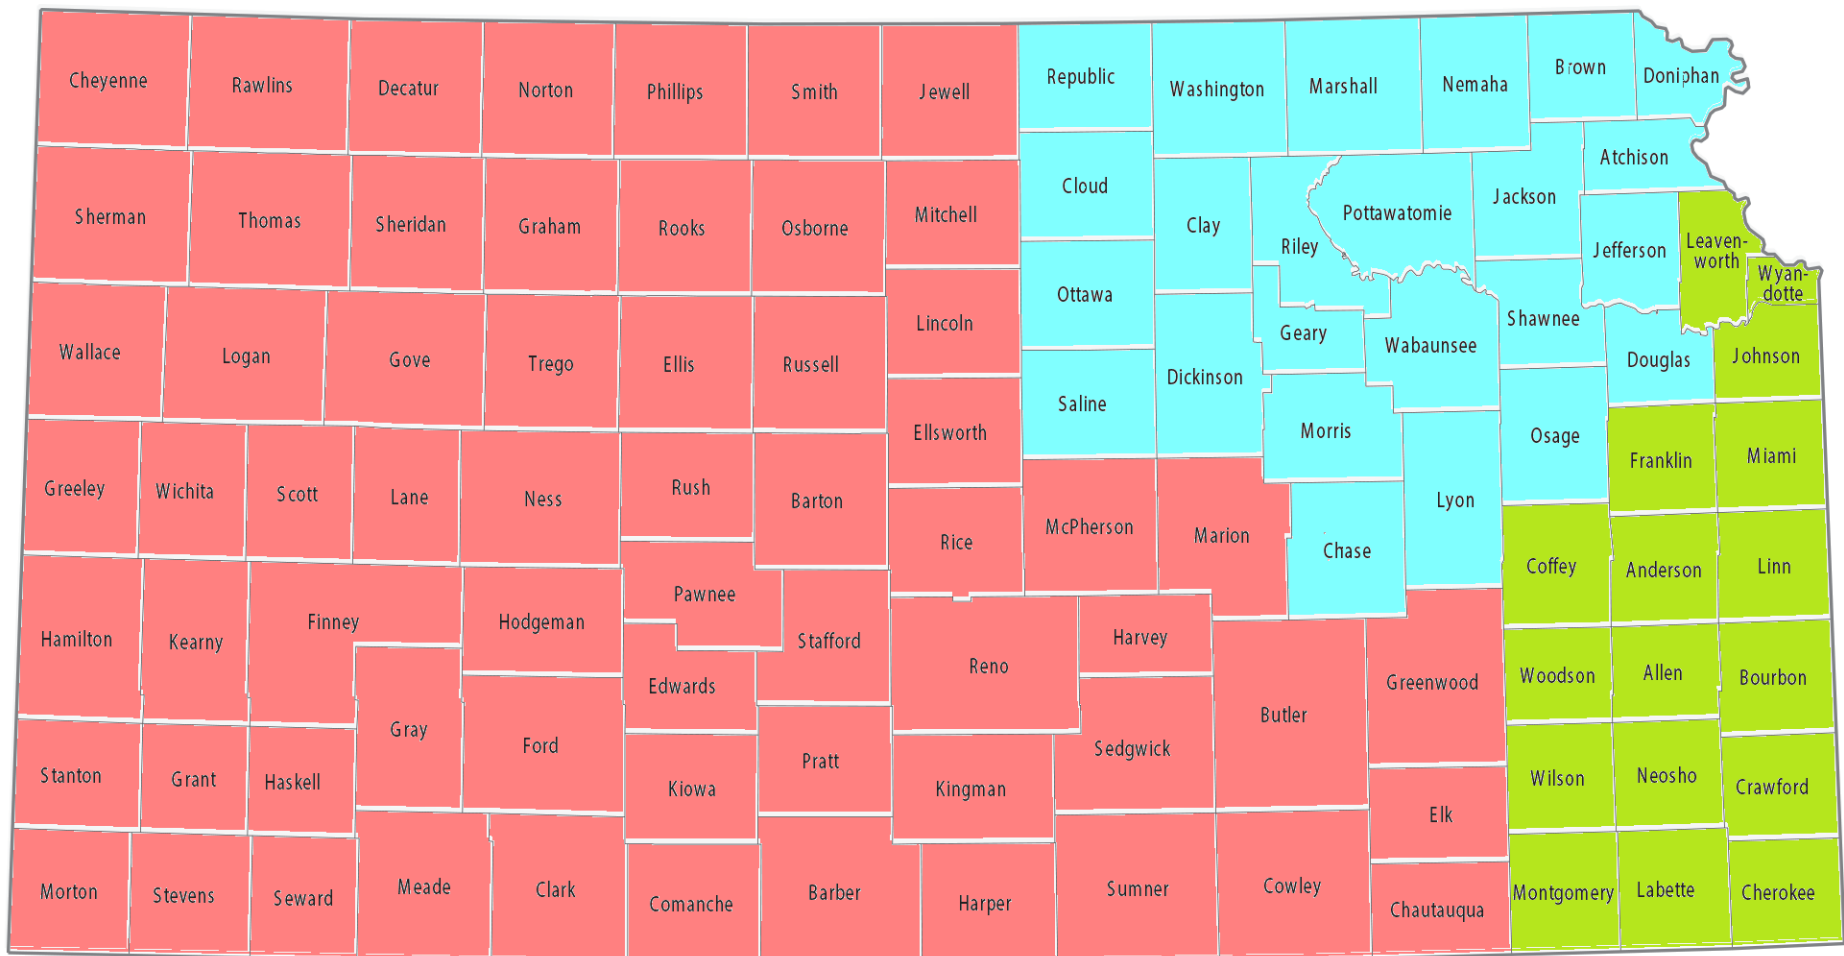 Cheyenne
Rawlins
Decatur
Norton
Phillips
Smith
Jewell
Republic
Washington
Marshall
Nemaha
Brown
Doniphan
Sherman
Thomas
Sheridan
Graham
Rooks
Osborne
Mitchell
Cloud
Clay
Riley
Pottawatomie
Jackson
Atchison
Jefferson
Leaven-
worth
Wyan-
dotte
Wallace
Logan
Gove
Trego
Ellis
Russell
Lincoln
Ottawa
Dickinson
Geary
Wabaunsee
Shawnee
Douglas
Johnson
Ellsworth
Saline
Morris
Lyon
Osage
Franklin
Miami
Greeley
Wichita
Scott
Lane
Ness
Rush
Barton
Rice
McPherson
Marion
Chase
Coffey
Anderson
Linn
Hamilton
Kearny
Finney
Hodgeman
Pawnee
Stafford
Edwards
Reno
Harvey
Butler
Greenwood
Woodson
Allen
Bourbon
Gray
Ford
Stanton
Grant
Haskell
Kiowa
Pratt
Kingman
Sedgwick
Elk
Wilson
Neosho
Crawford
Morton
Stevens
Seward
Meade
Clark
Comanche
Barber
Harper
Sumner
Cowley
Chautauqua
Montgomery
Labette
Cherokee